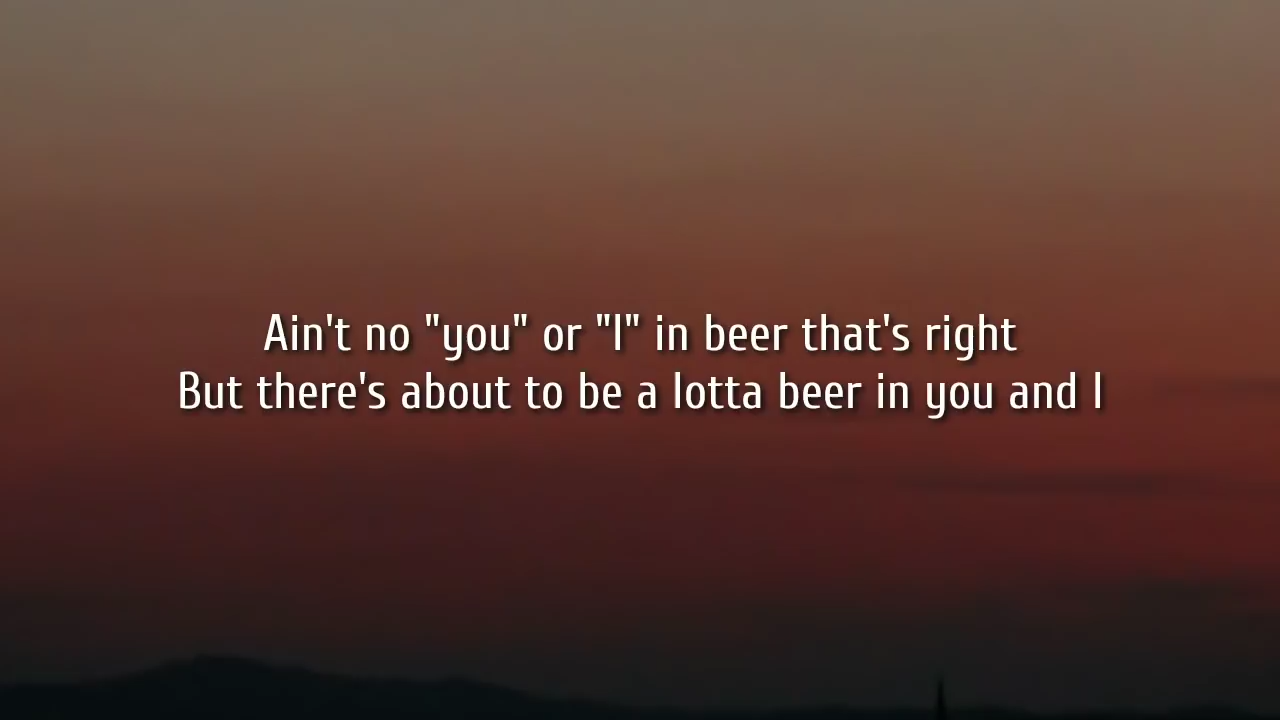 Ain't no "you" or "I" in beer that's right
But there's about to be a lotta beer in you and I